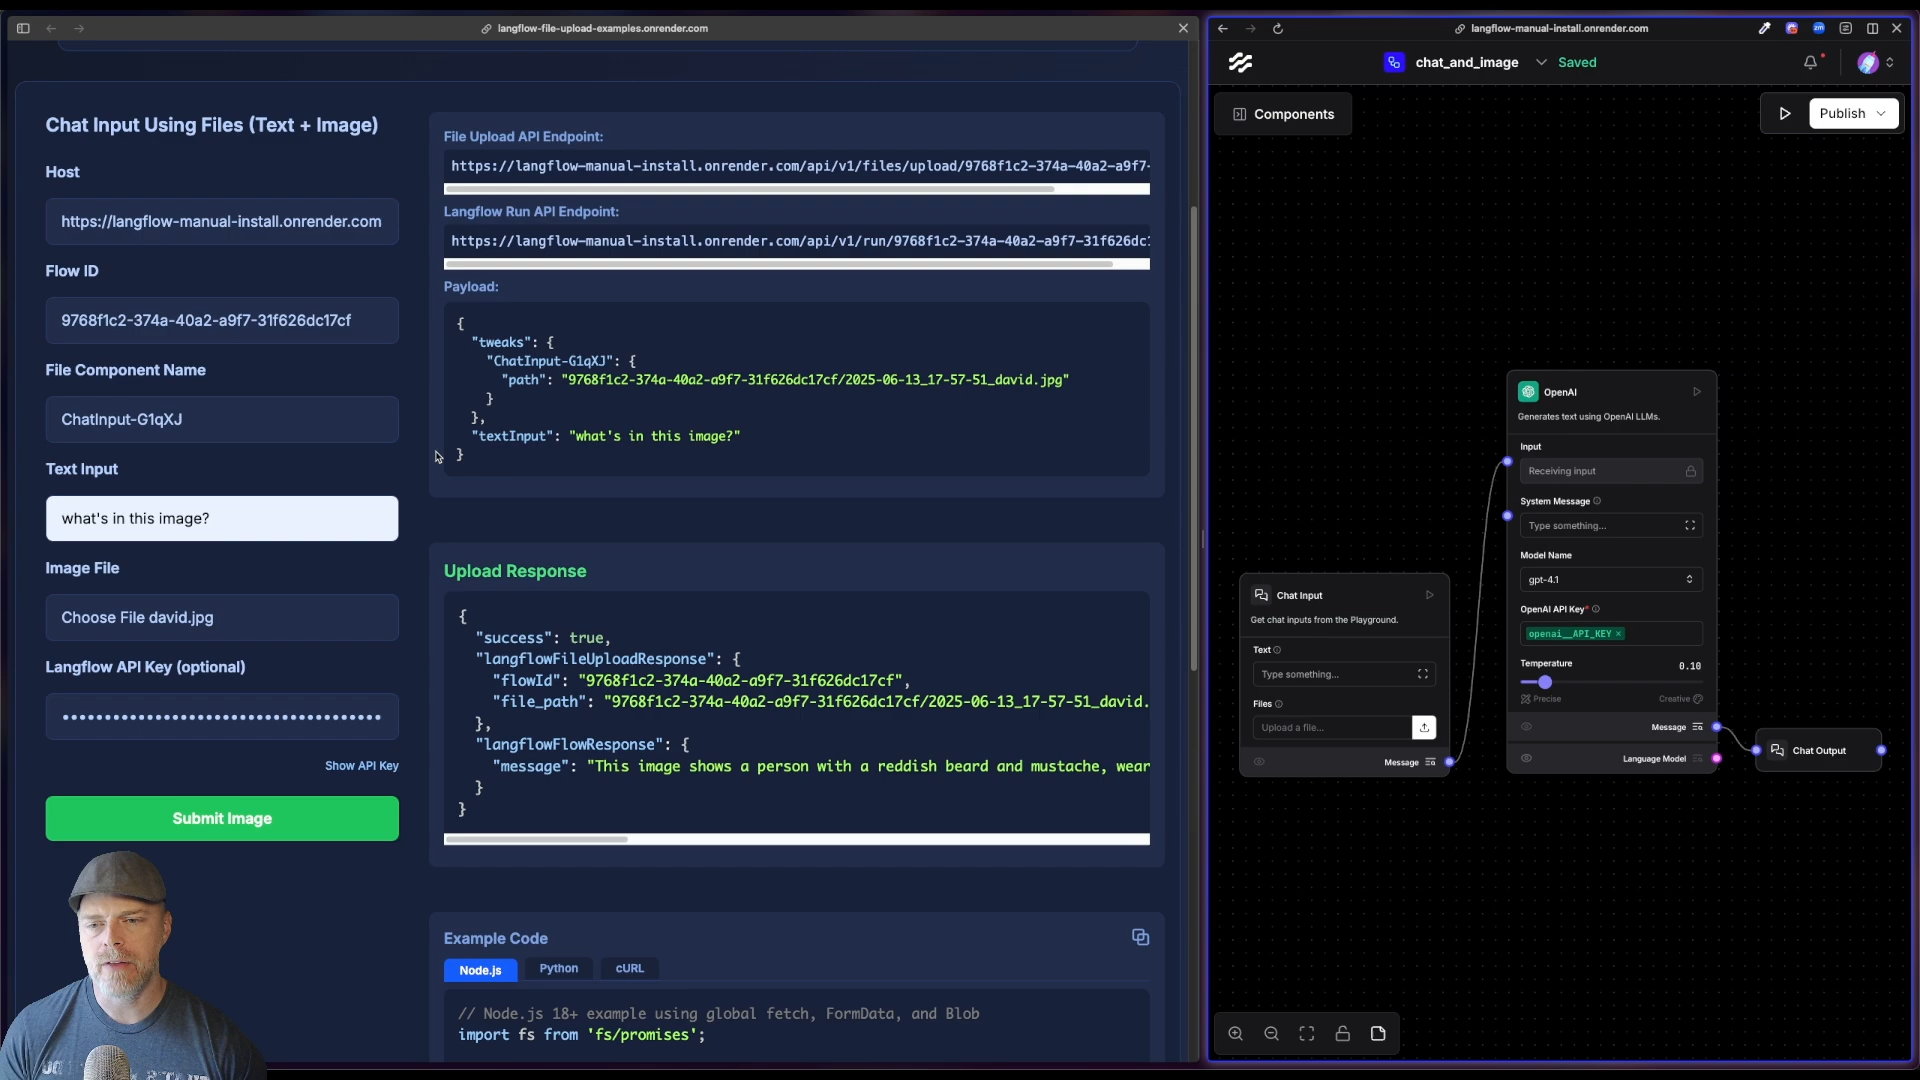 langflow-file-upload-examples.onrender.com
Chat Input Using Files (Text + Image)
Host
https://langflow-manual-install.onrender.com
Flow ID
9768f1c2-374a-40a2-a9f7-31f626dc17cf
File Component Name
ChatInput-G1qXJ
Text Input
what's in this image?
Image File
Choose File david.jpg
Langflow API Key (optional)
••••••••••••••••••••••••••••••••••••
Show API Key
Submit Image
File Upload API Endpoint:
https://langflow-manual-install.onrender.com/api/v1/files/upload/9768f1c2-374a-40a2-a9f7-
Langflow Run API Endpoint:
https://langflow-manual-install.onrender.com/api/v1/run/9768f1c2-374a-40a2-a9f7-31f626dc1
Payload:
{
"tweaks": {
"ChatInput-G1qXJ": {
"path": "9768f1c2-374a-40a2-a9f7-31f626dc17cf/2025-06-13_17-57-51_david.jpg"
}
},
"textInput": "what's in this image?"
}
Upload Response
{
"success": true,
"langflowFileUploadResponse": {
"flowId": "9768f1c2-374a-40a2-a9f7-31f626dc17cf",
"file_path": "9768f1c2-374a-40a2-a9f7-31f626dc17cf/2025-06-13_17-57-51_david.
},
"langflowFlowResponse": {
"message": "This image shows a person with a reddish beard and mustache, wear
}
}
Example Code
Node.js Python cURL
// Node.js 18+ example using global fetch, FormData, and Blob
import fs from 'fs/promises';
langflow-manual-install.onrender.com
chat_and_image Saved
Components
Publish
OpenAI
Generates text using OpenAI LLMs.
Input
Receiving input
System Message
Type something...
Model Name
gpt-4.1
OpenAI API Key*
openai__API_KEY ×
Temperature 0.10
Precise Creative
Message
Language Model
Chat Input
Get chat inputs from the Playground.
Text
Type something...
Files
Upload a file...
Message
Chat Output